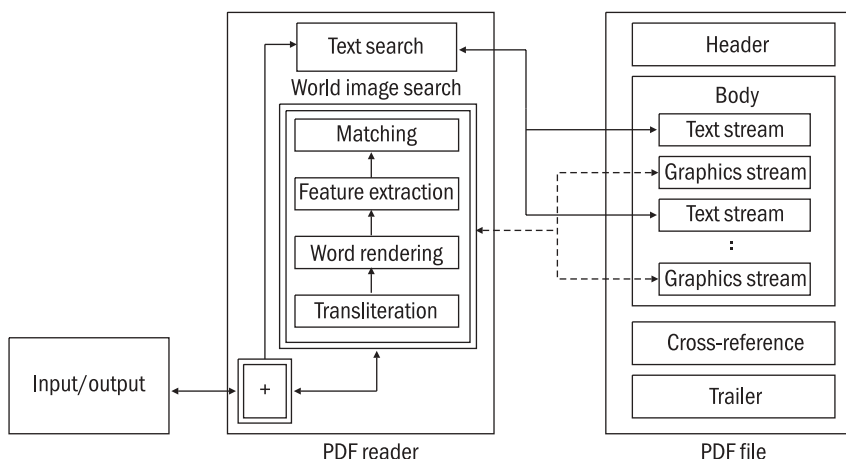 Text search
World image search
Matching
Feature extraction
Word rendering
Transliteration
Input/output
+
PDF reader
Header
Body
Text stream
Graphics stream
Text stream
:
Graphics stream
Cross-reference
Trailer
PDF file